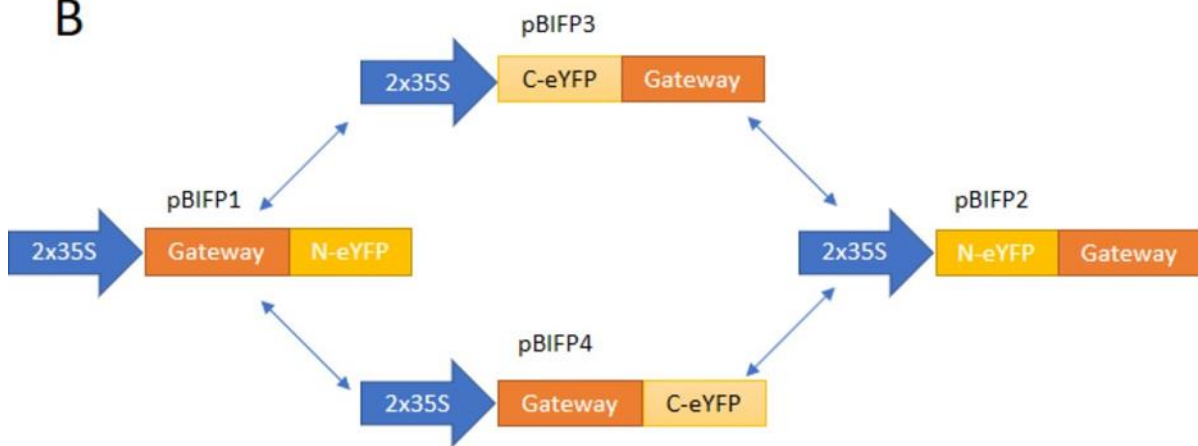 B
pBIFP3
2x35S C-eYFP Gateway
pBIFP1
2x35S Gateway N-eYFP
pBIFP2
2x35S N-eYFP Gateway
pBIFP4
2x35S Gateway C-eYFP